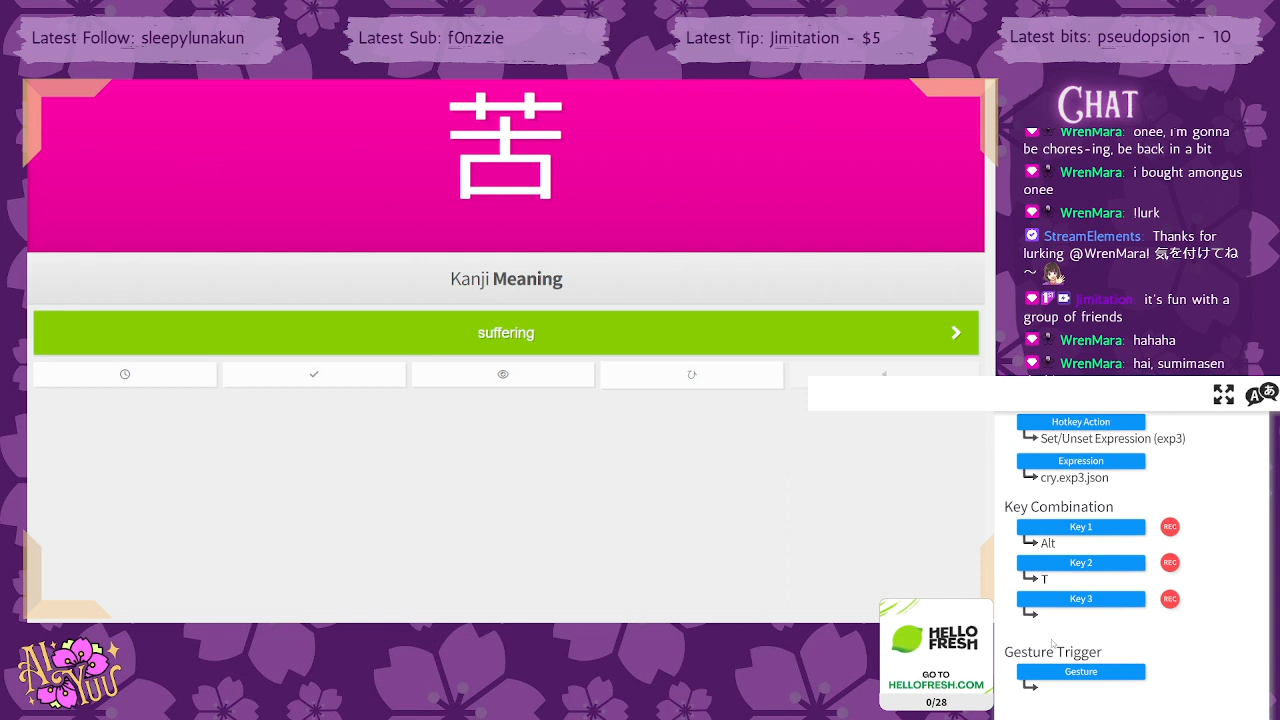 Latest Follow: sleepylunakun
Latest Sub: f0nzzie
Latest Tip: Jimitation - $5
Latest bits: pseudopsion - 10
苦
Kanji Meaning
suffering
ひ
CHAT
WrenMara: onee, i'm gonna
be chores-ing, be back in a bit
WrenMara: i bought amongus
onee
WrenMara: !lurk
StreamElements: Thanks for
lurking @WrenMara! 気を付けてね
～
Jimitation: it's fun with a
group of friends
WrenMara: hahaha
WrenMara: hai, sumimasen
A あ
Hotkey Action
Set/Unset Expression (exp3)
Expression
cry.exp3.json
Key Combination
Key 1
REC
Alt
Key 2
REC
T
Key 3
REC
Gesture Trigger
Gesture
HELLO
FRESH
GO TO
HELLOFRESH.COM
0/28
AI
YUU